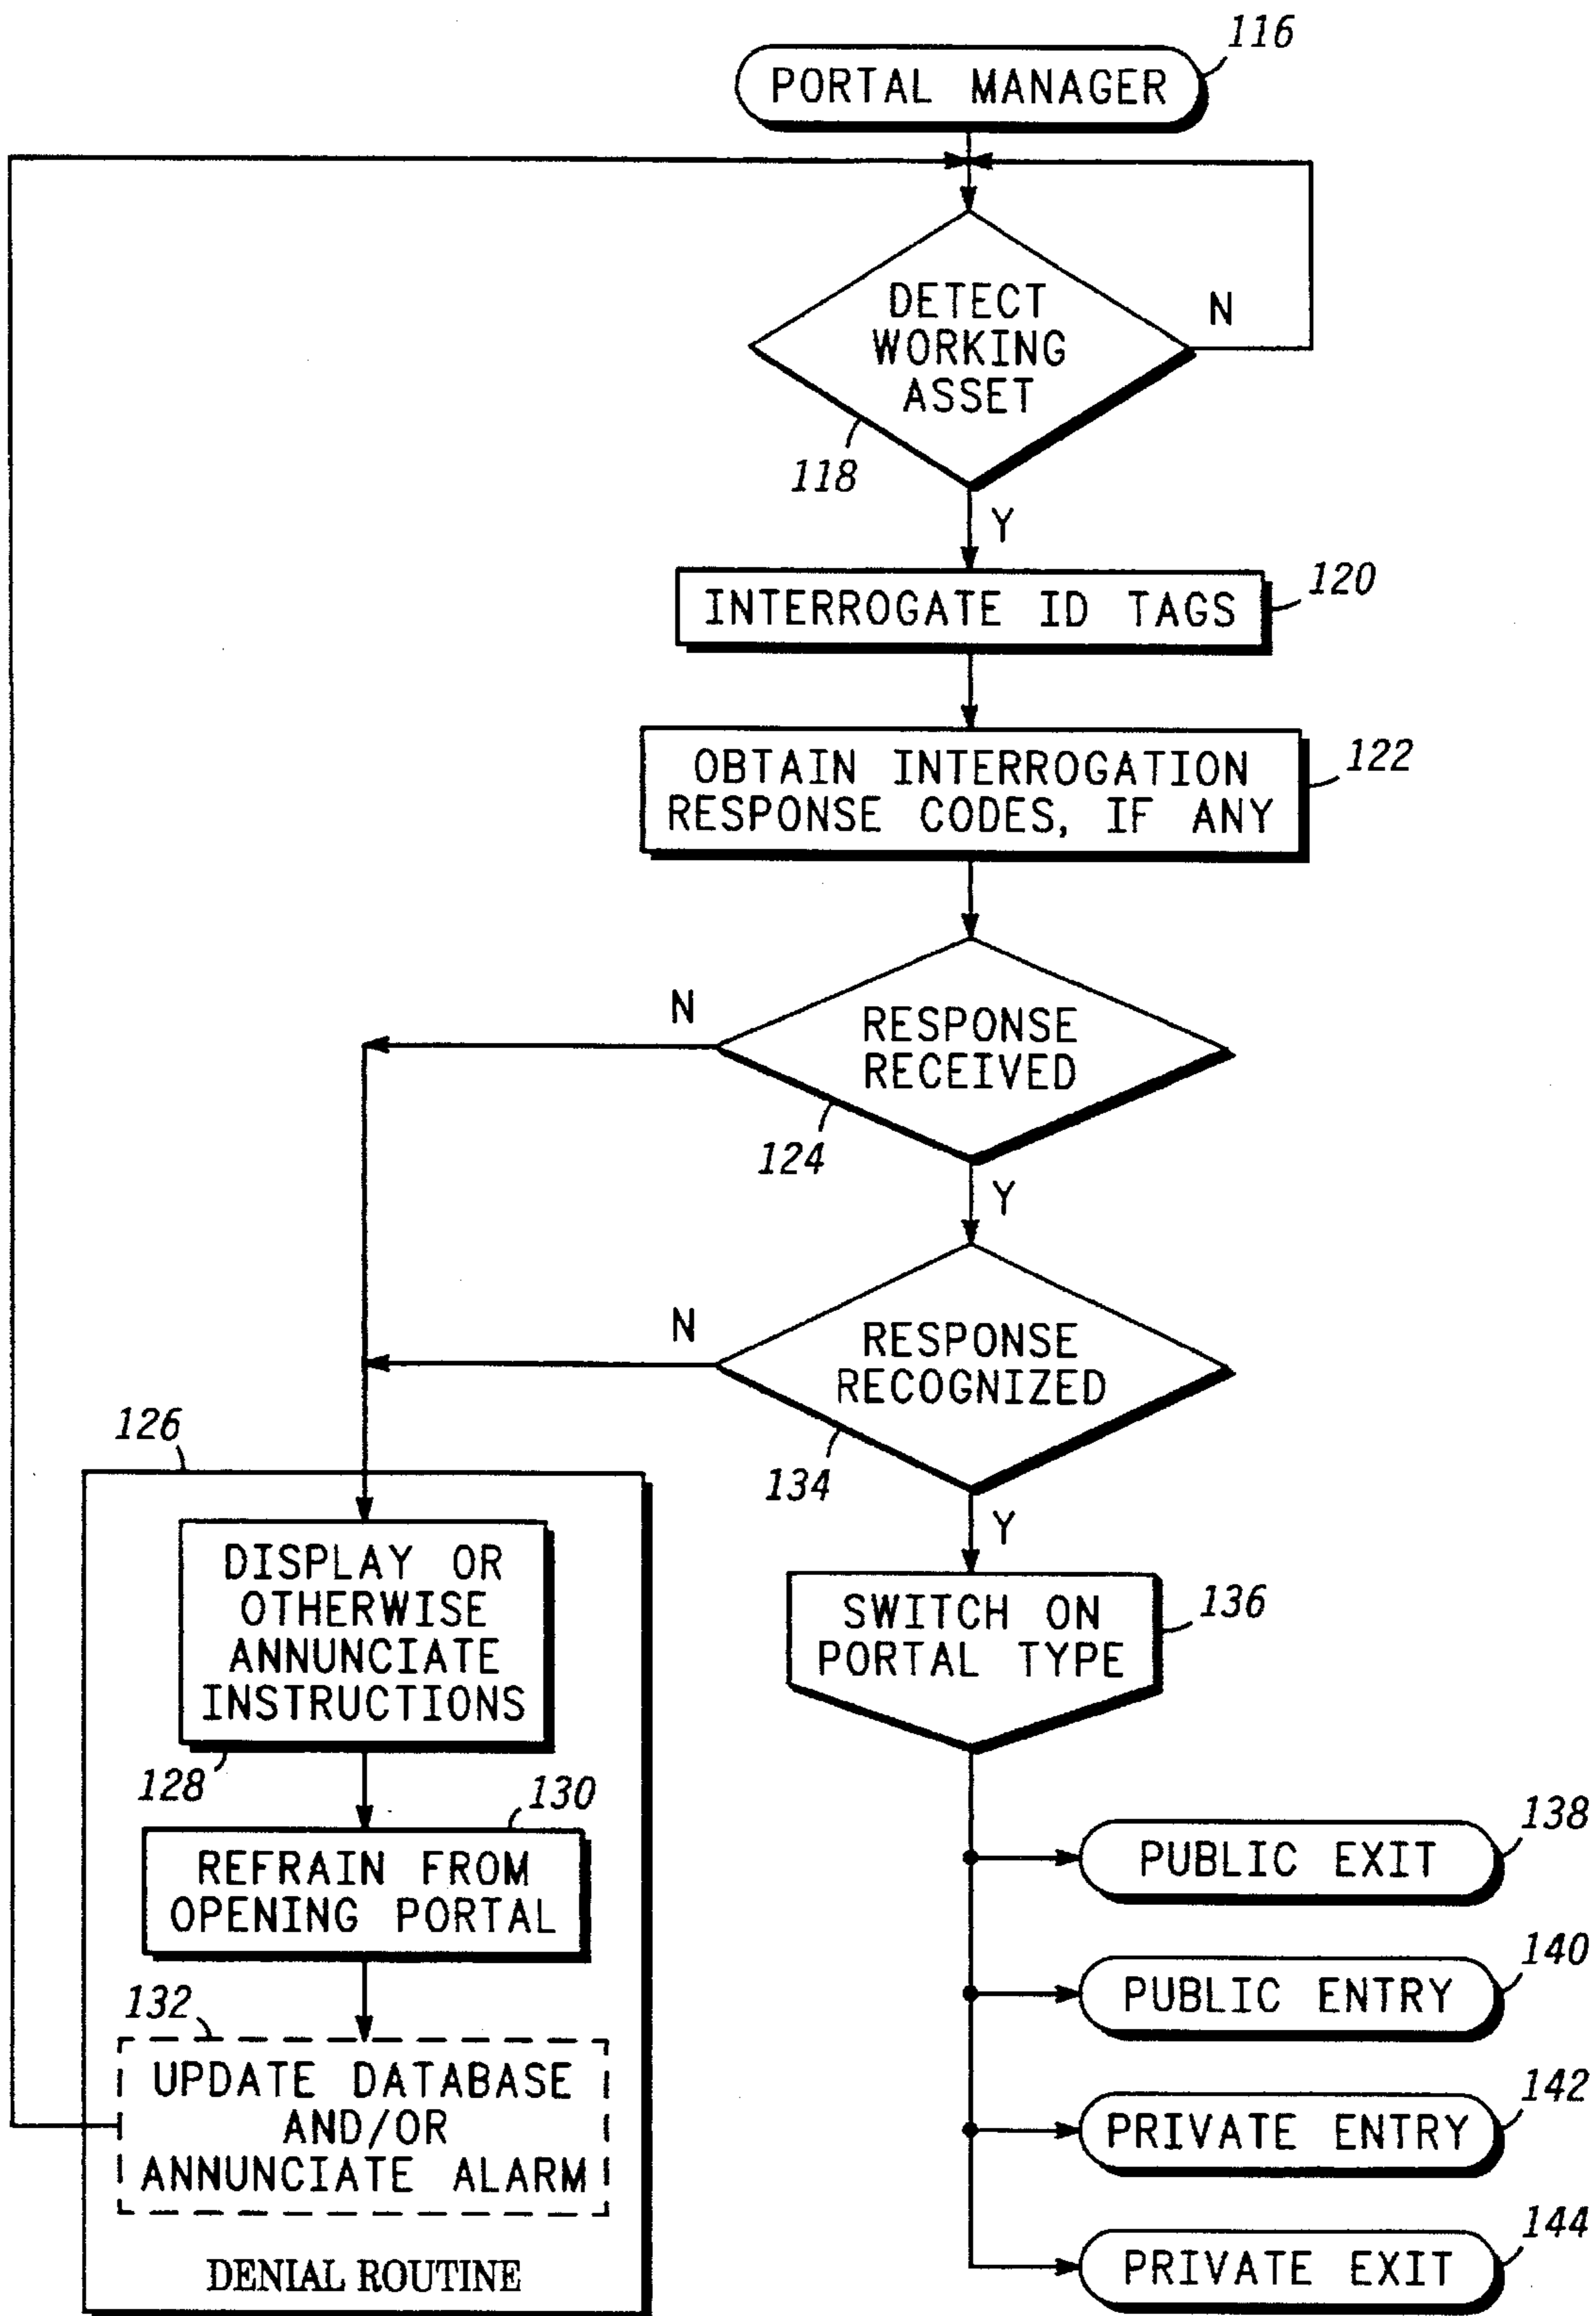 116
PORTAL MANAGER
DETECT
WORKING
ASSET
N
118
Y
INTERROGATE ID TAGS
120
OBTAIN INTERROGATION
RESPONSE CODES, IF ANY
122
RESPONSE
RECEIVED
N
124
Y
RESPONSE
RECOGNIZED
N
134
Y
126
DISPLAY OR
OTHERWISE
ANNUNCIATE
INSTRUCTIONS
128
130
REFRAIN FROM
OPENING PORTAL
132
UPDATE DATABASE
AND/OR
ANNUNCIATE ALARM
DENIAL ROUTINE
SWITCH ON
PORTAL TYPE
136
PUBLIC EXIT
138
PUBLIC ENTRY
140
PRIVATE ENTRY
142
PRIVATE EXIT
144